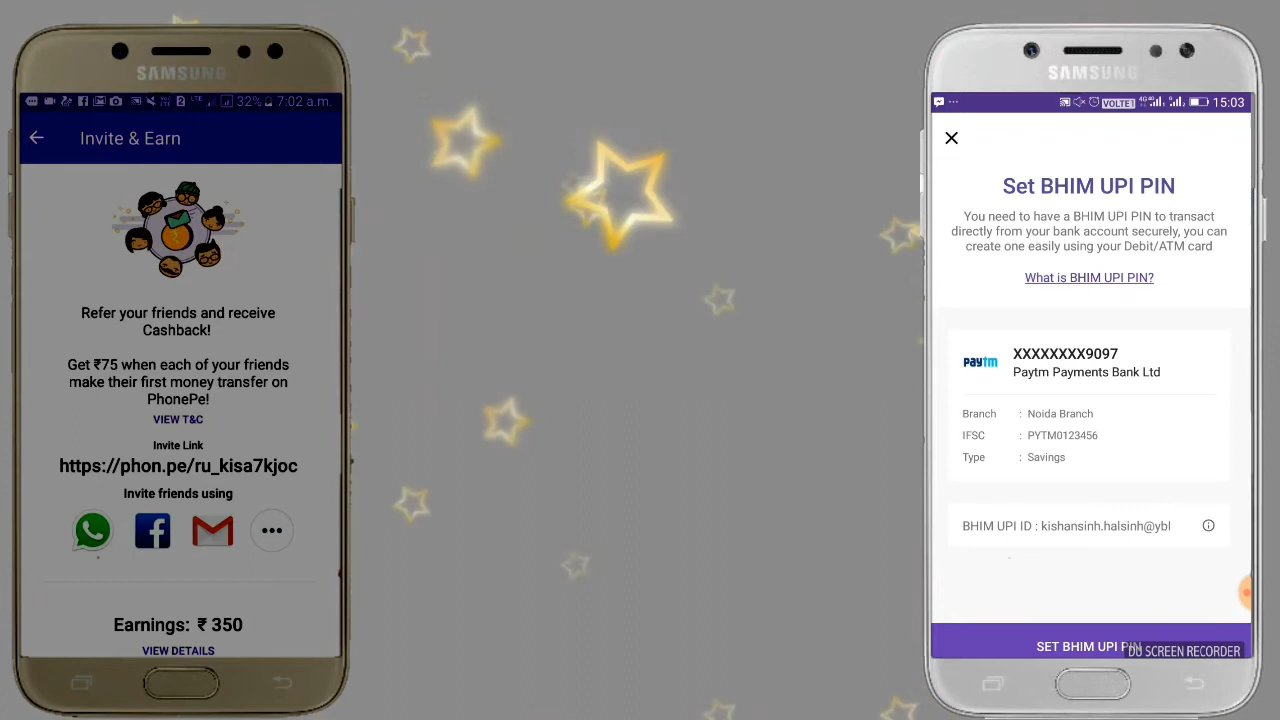 SAMSUNG
32% 7:02 a.m.
Invite & Earn
Refer your friends and receive
Cashback!
Get ₹75 when each of your friends
make their first money transfer on
PhonePe!
VIEW T&C
Invite Link
https://phon.pe/ru_kisa7kjoc
Invite friends using
Earnings: ₹ 350
VIEW DETAILS
SAMSUNG
VOLTE1 4G 15:03
Set BHIM UPI PIN
You need to have a BHIM UPI PIN to transact
directly from your bank account securely, you can
create one easily using your Debit/ATM card
What is BHIM UPI PIN?
paytm
XXXXXXXX9097
Paytm Payments Bank Ltd
Branch : Noida Branch
IFSC : PYTM0123456
Type : Savings
BHIM UPI ID : kishansinh.halsinh@ybl
SET BHIM UPI PIN
DU SCREEN RECORDER